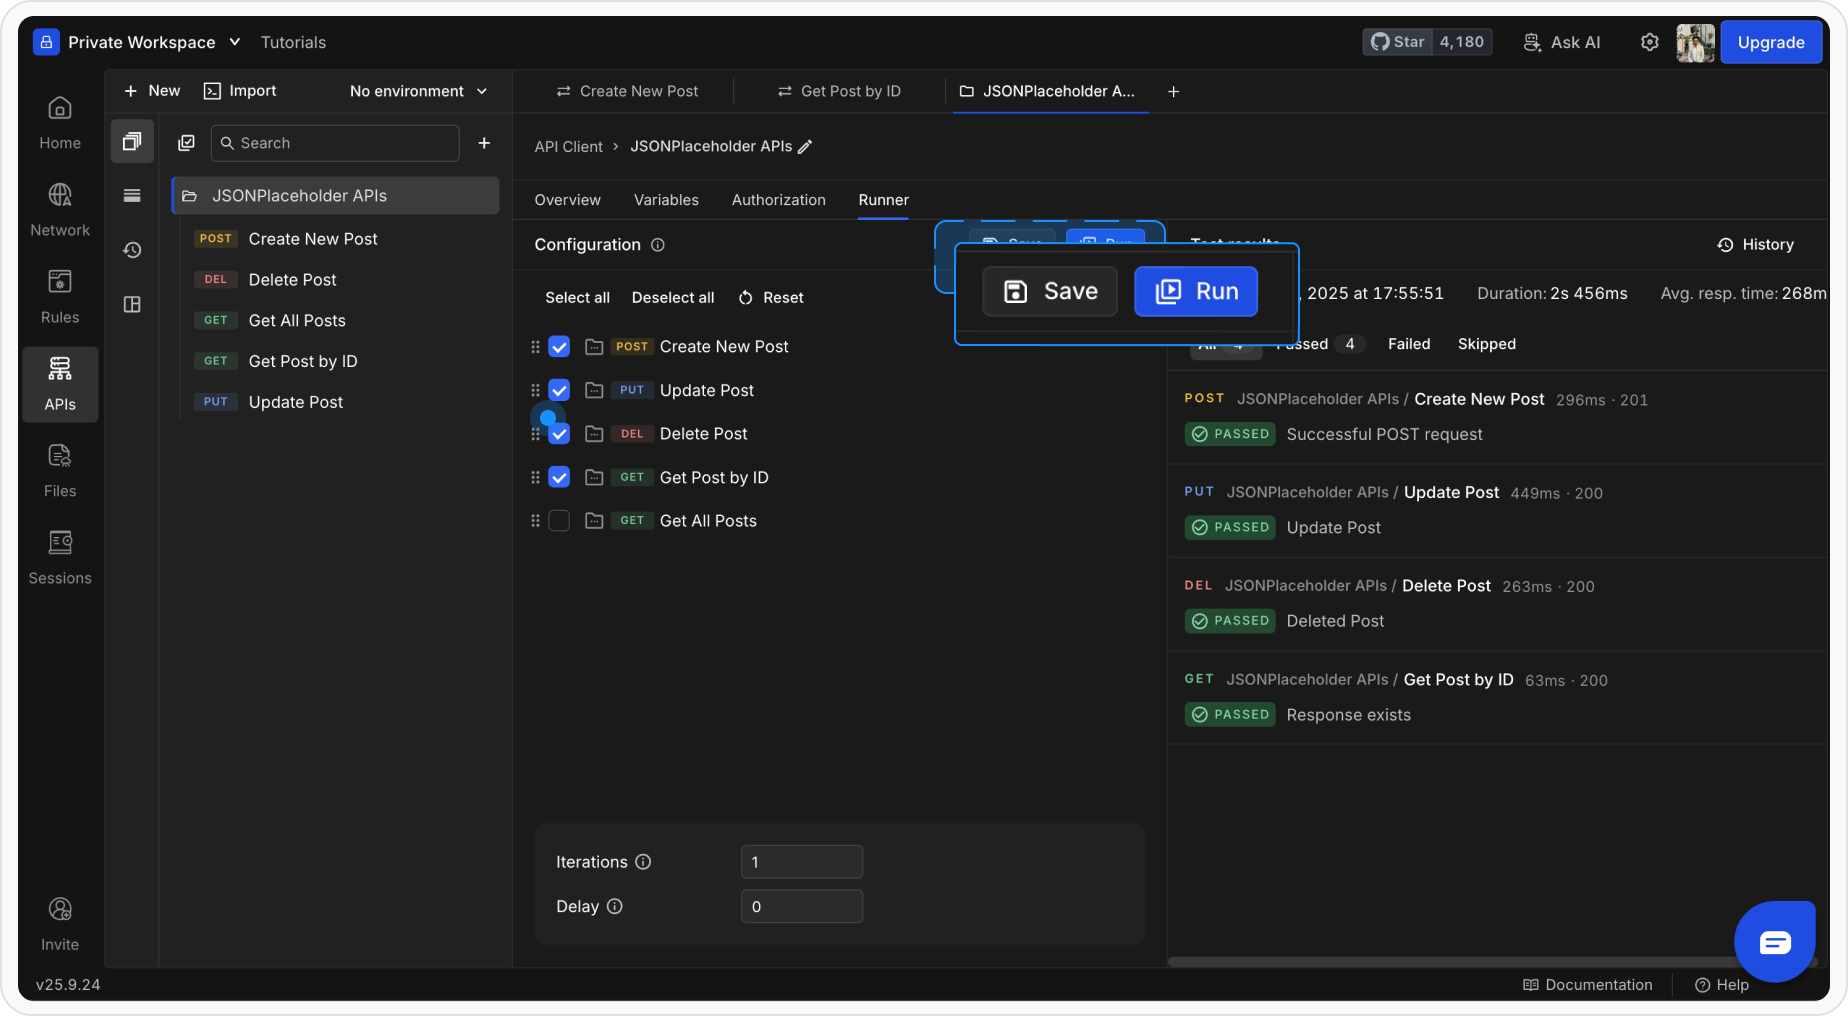 Private Workspace
Tutorials
Star 4,180
Ask AI
Upgrade
Home
Network
Rules
APIs
Files
Sessions
Invite
v25.9.24
New
Import
No environment
Search
JSONPlaceholder APIs
POST Create New Post
DEL Delete Post
GET Get All Posts
GET Get Post by ID
PUT Update Post
Create New Post
Get Post by ID
JSONPlaceholder A...
API Client › JSONPlaceholder APIs
Overview
Variables
Authorization
Runner
Configuration
Save
Run
Select all
Deselect all
Reset
POST Create New Post
PUT Update Post
DEL Delete Post
GET Get Post by ID
GET Get All Posts
Iterations 1
Delay 0
Test results
History
, 2025 at 17:55:51
Duration: 2s 456ms
Avg. resp. time: 268m
All 4
Passed 4
Failed
Skipped
POST JSONPlaceholder APIs / Create New Post 296ms · 201
PASSED Successful POST request
PUT JSONPlaceholder APIs / Update Post 449ms · 200
PASSED Update Post
DEL JSONPlaceholder APIs / Delete Post 263ms · 200
PASSED Deleted Post
GET JSONPlaceholder APIs / Get Post by ID 63ms · 200
PASSED Response exists
Documentation
Help